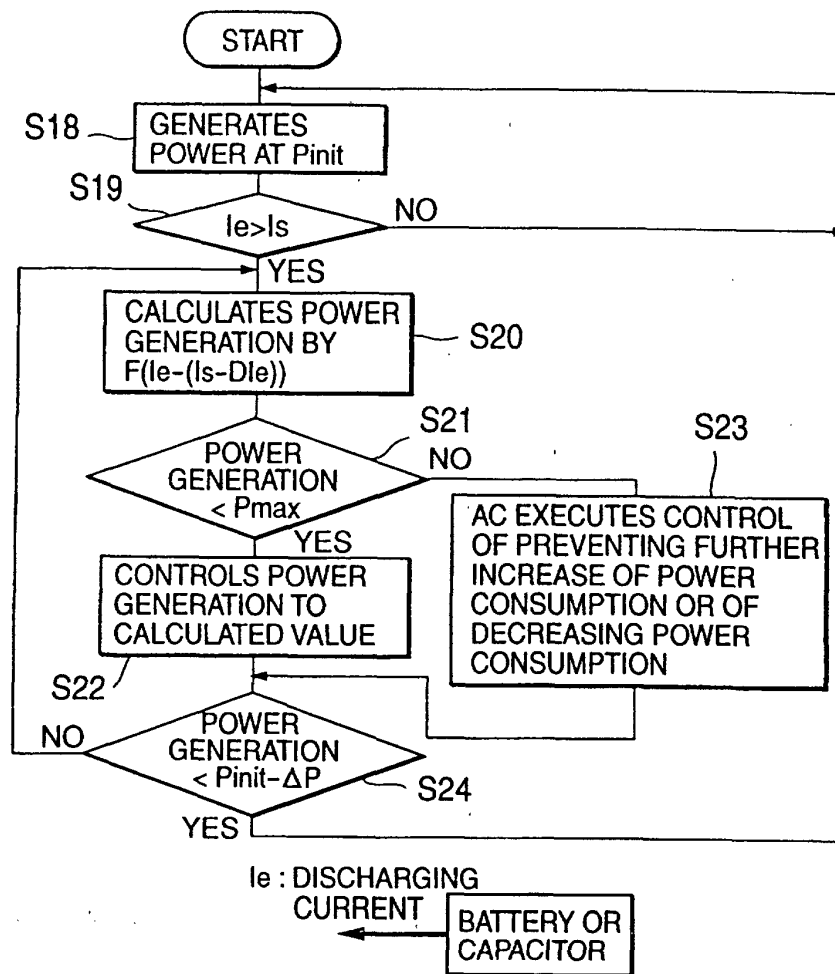 START
S18
GENERATES
POWER AT Pinit
S19
Ie>Is
NO
YES
CALCULATES POWER
GENERATION BY
F(Ie-(Is-DIe))
S20
S21
POWER
GENERATION
< Pmax
NO
YES
S23
AC EXECUTES CONTROL
OF PREVENTING FURTHER
INCREASE OF POWER
CONSUMPTION OR OF
DECREASING POWER
CONSUMPTION
CONTROLS POWER
GENERATION TO
CALCULATED VALUE
S22
NO
POWER
GENERATION
< Pinit-ΔP
S24
YES
Ie : DISCHARGING
CURRENT
BATTERY OR
CAPACITOR